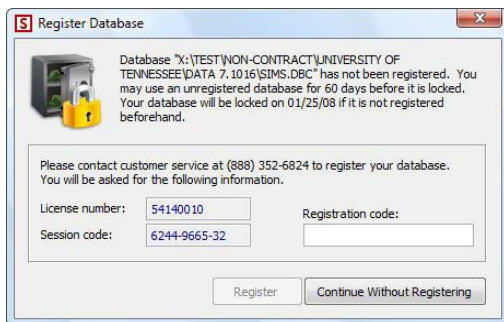 S Register Database
Database "X:\TEST\NON-CONTRACT\UNIVERSITY OF
TENNESSEE\DATA 7.1016\SIMS.DBC" has not been registered. You
may use an unregistered database for 60 days before it is locked.
Your database will be locked on 01/25/08 if it is not registered
beforehand.
Please contact customer service at (888) 352-6824 to register your database.
You will be asked for the following information.
License number: 54140010
Registration code:
Session code: 6244-9665-32
Register Continue Without Registering